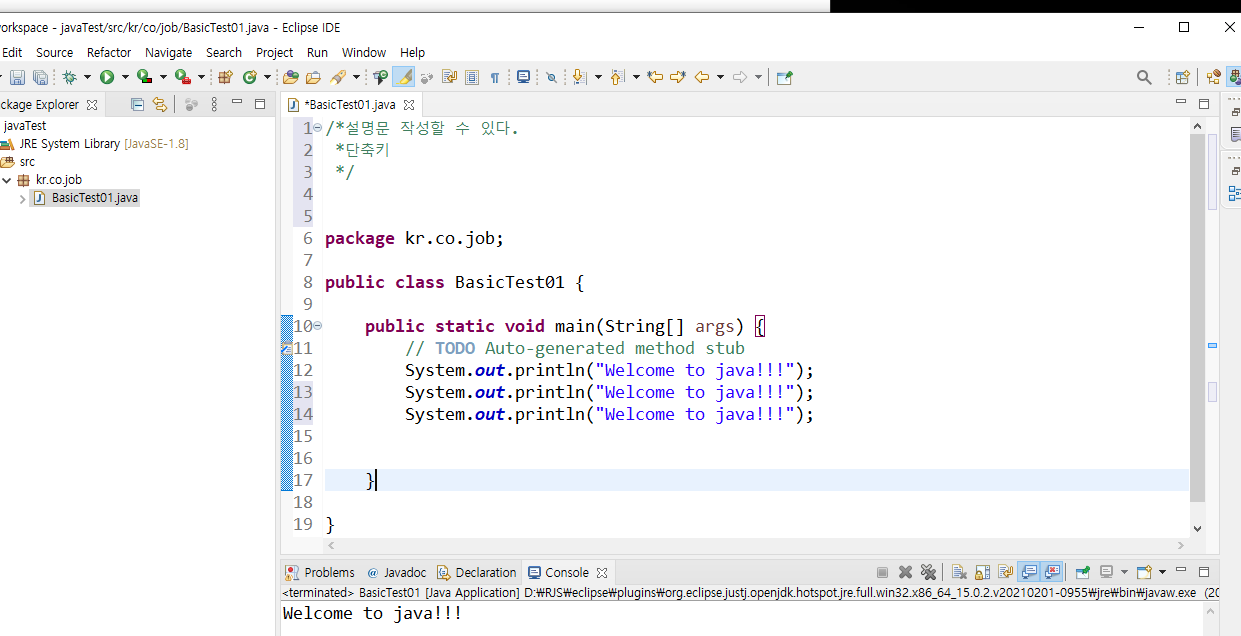 orkspace - javaTest/src/kr/co/job/BasicTest01.java - Eclipse IDE
Edit Source Refactor Navigate Search Project Run Window Help
ckage Explorer
*BasicTest01.java
javaTest
JRE System Library [JavaSE-1.8]
src
kr.co.job
BasicTest01.java
1 /*설명문 작성할 수 있다.
2 *단축키
3 */
4
5
6 package kr.co.job;
7
8 public class BasicTest01 {
9
10 public static void main(String[] args) {
11 // TODO Auto-generated method stub
12 System.out.println("Welcome to java!!!");
13 System.out.println("Welcome to java!!!");
14 System.out.println("Welcome to java!!!");
15
16
17 }
18
19 }
Problems @ Javadoc Declaration Console
<terminated> BasicTest01 [Java Application] D:₩RJS₩eclipse₩plugins₩org.eclipse.justj.openjdk.hotspot.jre.full.win32.x86_64_15.0.2.v20210201-0955₩jre₩bin₩javaw.exe (20
Welcome to java!!!